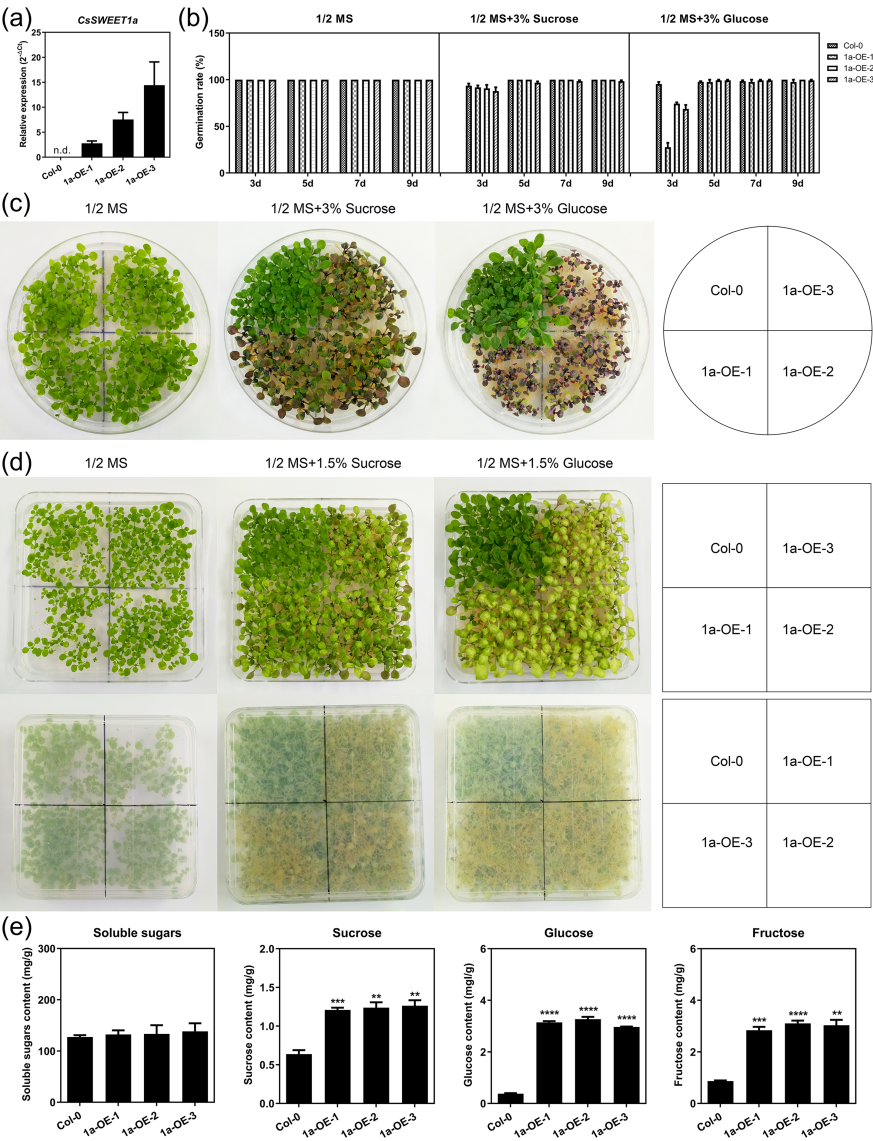 (a)
CsSWEET1a
Relative expression (2⁻ΔCt)
25
20
15
10
5
0
n.d.
Col-0
1a-OE-1
1a-OE-2
1a-OE-3
(b)
1/2 MS
1/2 MS+3% Sucrose
1/2 MS+3% Glucose
Germination rate (%)
150
100
50
0
3d 5d 7d 9d
3d 5d 7d 9d
3d 5d 7d 9d
Col-0
1a-OE-1
1a-OE-2
1a-OE-3
(c)
1/2 MS
1/2 MS+3% Sucrose
1/2 MS+3% Glucose
Col-0 1a-OE-3
1a-OE-1 1a-OE-2
(d)
1/2 MS
1/2 MS+1.5% Sucrose
1/2 MS+1.5% Glucose
Col-0 1a-OE-3
1a-OE-1 1a-OE-2
Col-0 1a-OE-1
1a-OE-3 1a-OE-2
(e)
Soluble sugars
Soluble sugars content (mg/g)
300
200
100
0
Col-0
1a-OE-1
1a-OE-2
1a-OE-3
Sucrose
Sucrose content (mg/g)
2.0
1.5
1.0
0.5
0.0
*** ** **
Col-0
1a-OE-1
1a-OE-2
1a-OE-3
Glucose
Glucose content (mgl/g)
6
4
2
0
**** **** ****
Col-0
1a-OE-1
1a-OE-2
1a-OE-3
Fructose
Fructose content (mg/g)
6
4
2
0
*** **** **
Col-0
1a-OE-1
1a-OE-2
1a-OE-3